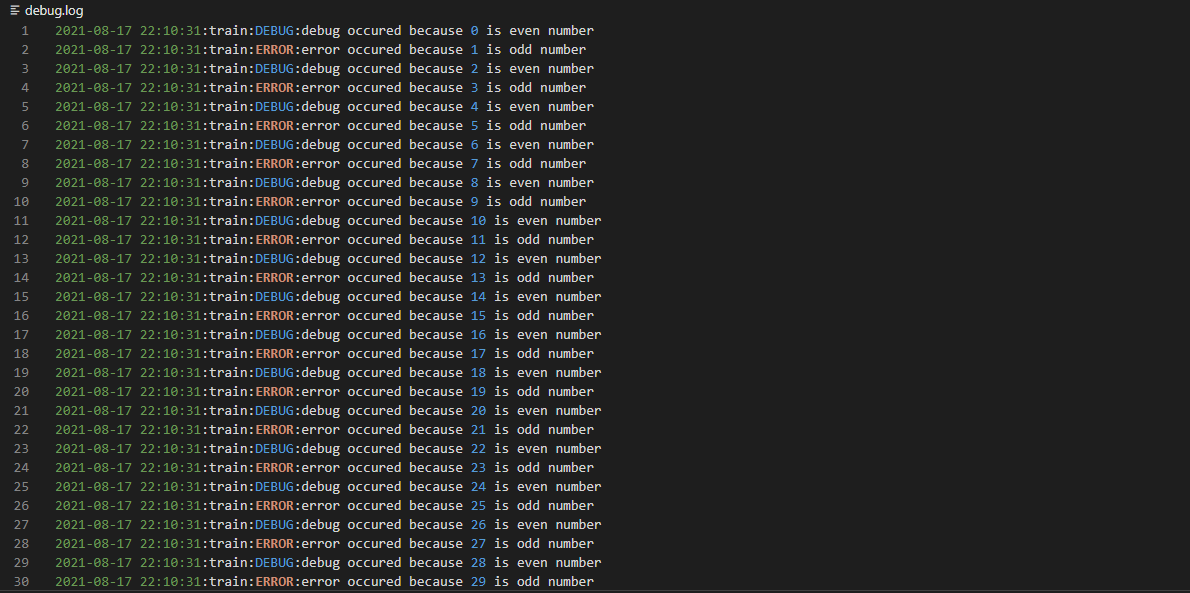 debug.log
1 2021-08-17 22:10:31:train:DEBUG:debug occured because 0 is even number
2 2021-08-17 22:10:31:train:ERROR:error occured because 1 is odd number
3 2021-08-17 22:10:31:train:DEBUG:debug occured because 2 is even number
4 2021-08-17 22:10:31:train:ERROR:error occured because 3 is odd number
5 2021-08-17 22:10:31:train:DEBUG:debug occured because 4 is even number
6 2021-08-17 22:10:31:train:ERROR:error occured because 5 is odd number
7 2021-08-17 22:10:31:train:DEBUG:debug occured because 6 is even number
8 2021-08-17 22:10:31:train:ERROR:error occured because 7 is odd number
9 2021-08-17 22:10:31:train:DEBUG:debug occured because 8 is even number
10 2021-08-17 22:10:31:train:ERROR:error occured because 9 is odd number
11 2021-08-17 22:10:31:train:DEBUG:debug occured because 10 is even number
12 2021-08-17 22:10:31:train:ERROR:error occured because 11 is odd number
13 2021-08-17 22:10:31:train:DEBUG:debug occured because 12 is even number
14 2021-08-17 22:10:31:train:ERROR:error occured because 13 is odd number
15 2021-08-17 22:10:31:train:DEBUG:debug occured because 14 is even number
16 2021-08-17 22:10:31:train:ERROR:error occured because 15 is odd number
17 2021-08-17 22:10:31:train:DEBUG:debug occured because 16 is even number
18 2021-08-17 22:10:31:train:ERROR:error occured because 17 is odd number
19 2021-08-17 22:10:31:train:DEBUG:debug occured because 18 is even number
20 2021-08-17 22:10:31:train:ERROR:error occured because 19 is odd number
21 2021-08-17 22:10:31:train:DEBUG:debug occured because 20 is even number
22 2021-08-17 22:10:31:train:ERROR:error occured because 21 is odd number
23 2021-08-17 22:10:31:train:DEBUG:debug occured because 22 is even number
24 2021-08-17 22:10:31:train:ERROR:error occured because 23 is odd number
25 2021-08-17 22:10:31:train:DEBUG:debug occured because 24 is even number
26 2021-08-17 22:10:31:train:ERROR:error occured because 25 is odd number
27 2021-08-17 22:10:31:train:DEBUG:debug occured because 26 is even number
28 2021-08-17 22:10:31:train:ERROR:error occured because 27 is odd number
29 2021-08-17 22:10:31:train:DEBUG:debug occured because 28 is even number
30 2021-08-17 22:10:31:train:ERROR:error occured because 29 is odd number